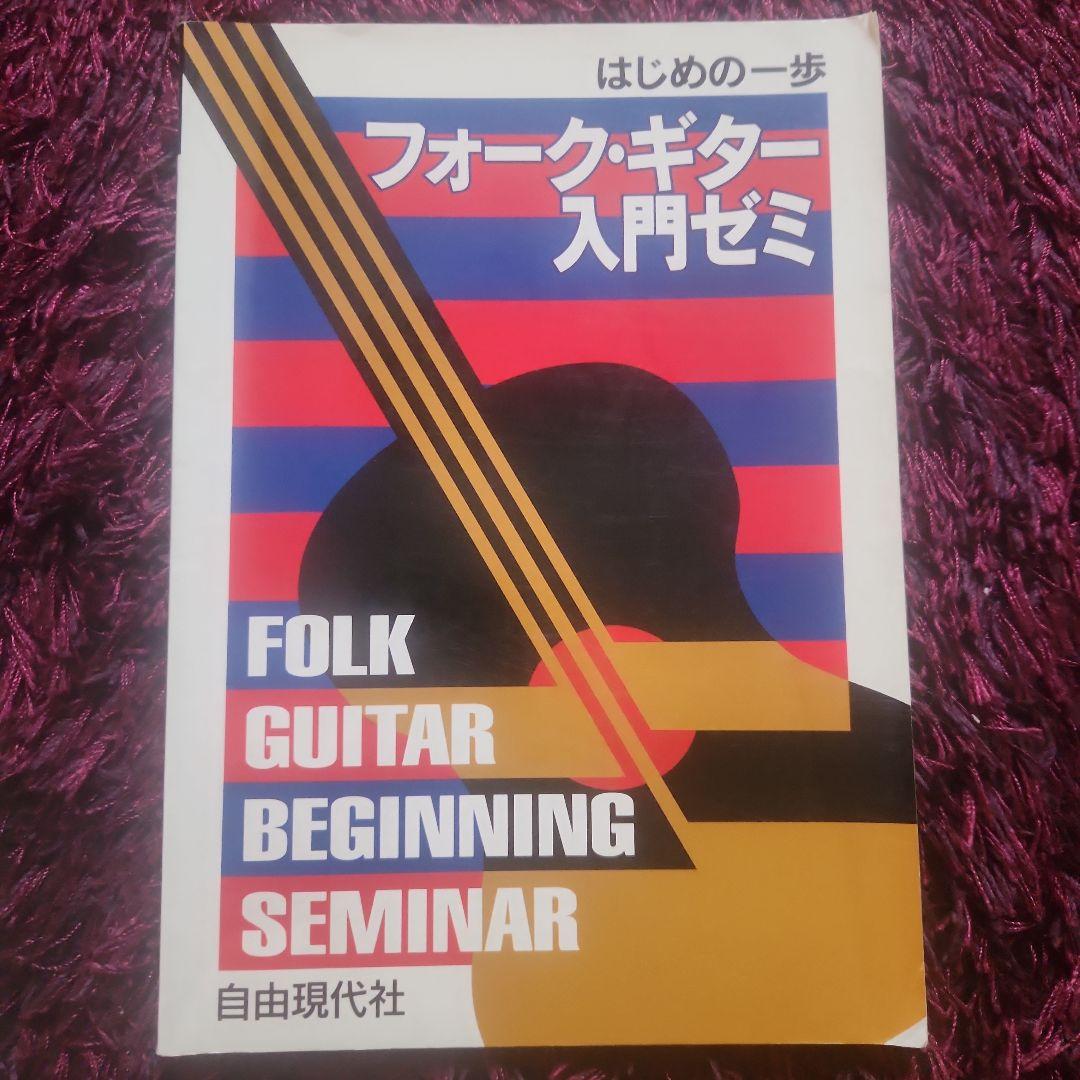 はじめの一歩
フォーク・ギター
入門ゼミ
FOLK
GUITAR
BEGINNING
SEMINAR
自由現代社